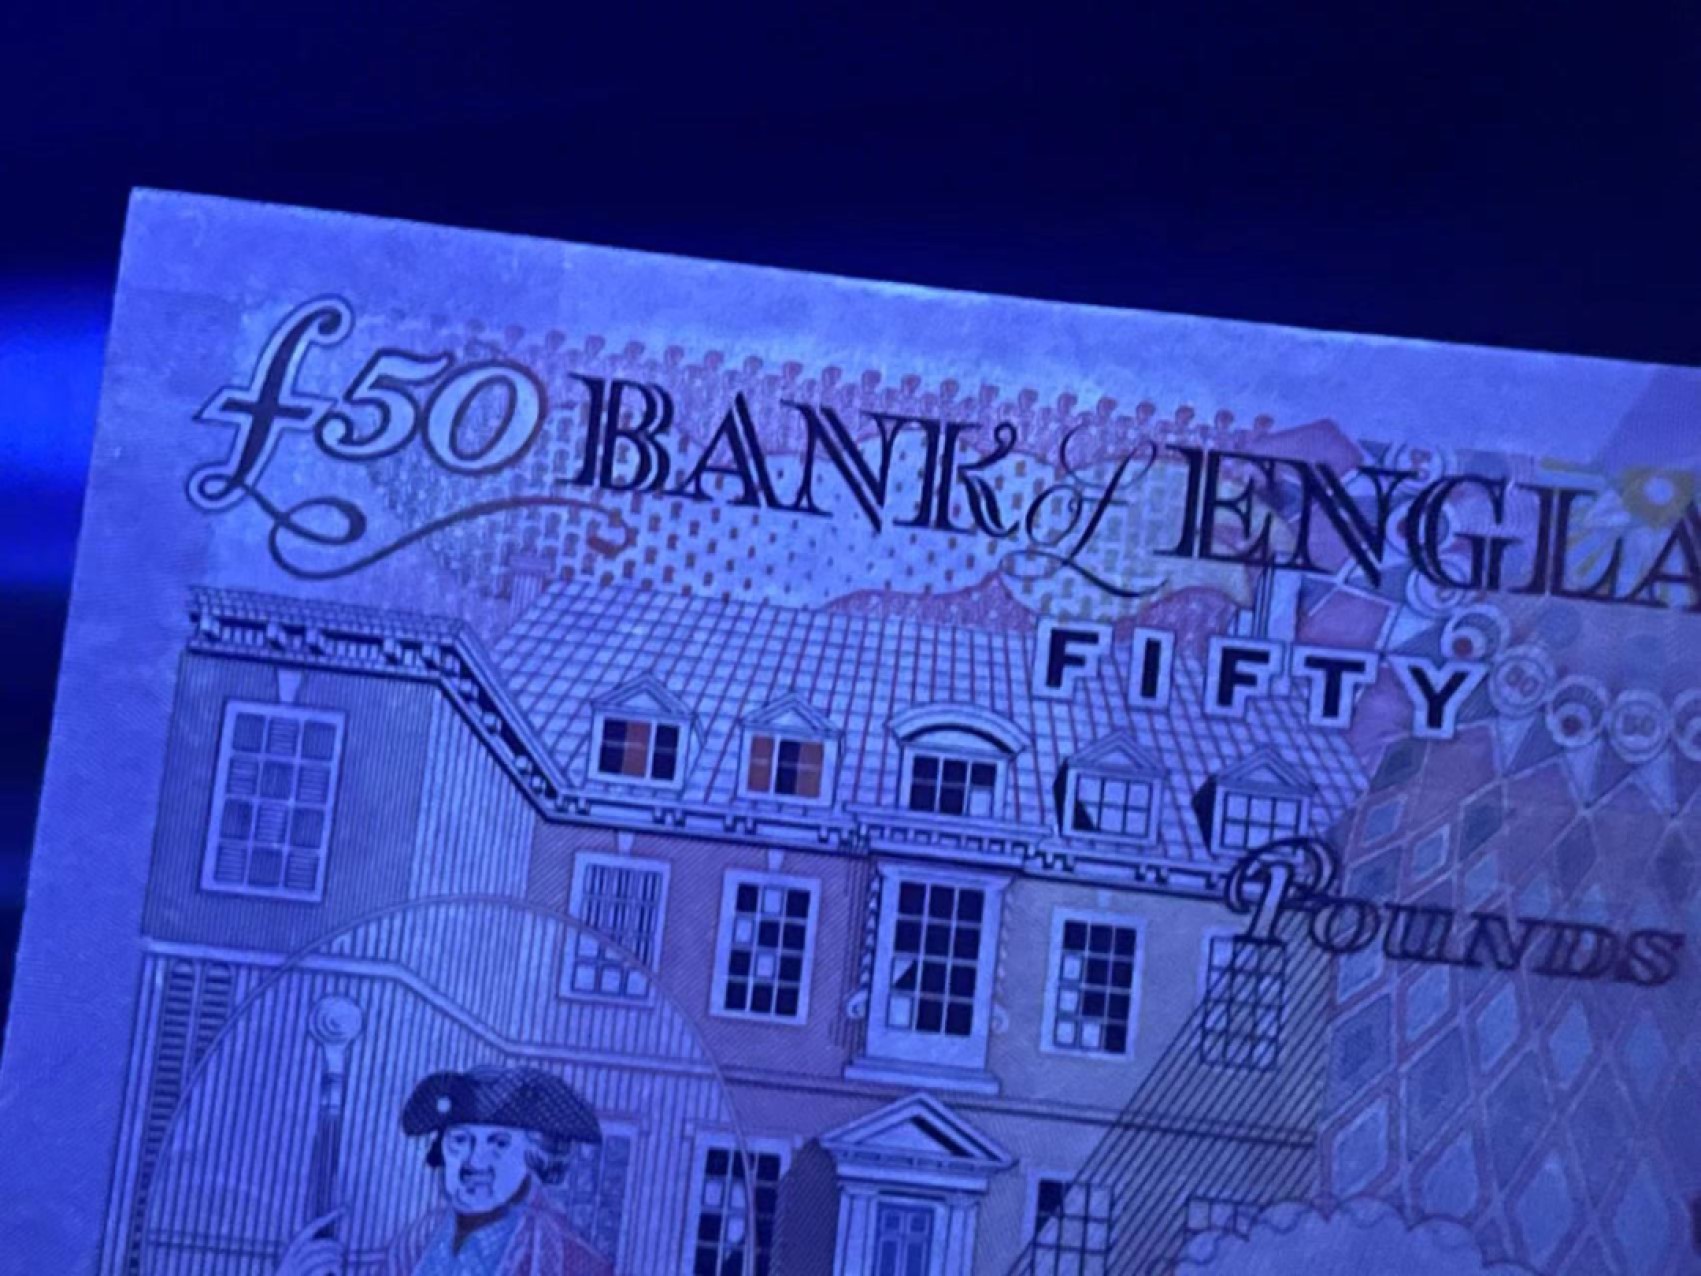 £50 BANK of ENGLA
FIFTY
POUNDS